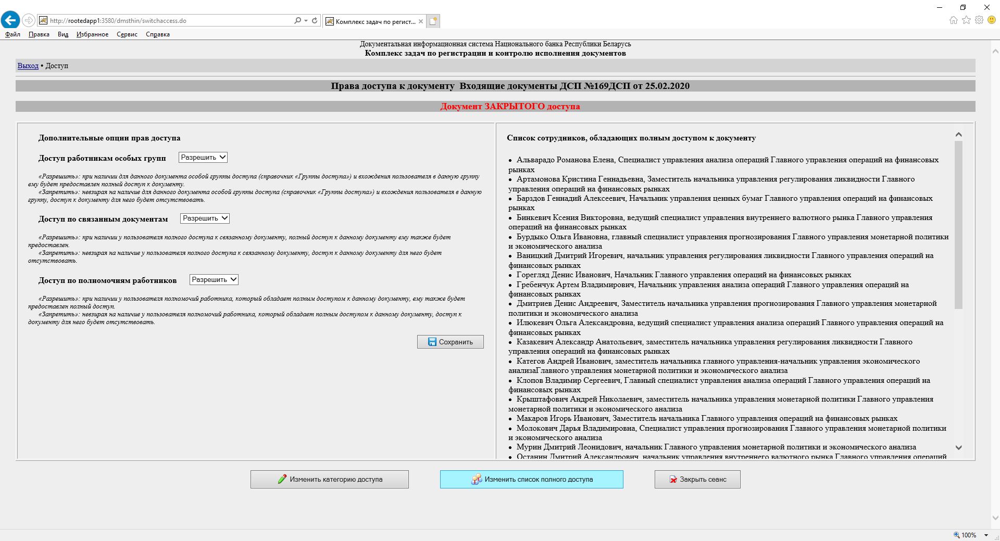 http://rootedapp1:3580/dmsthin/switchaccess.do
Комплекс задач по регист...
Файл Правка Вид Избранное Сервис Справка
Документальная информационная система Национального банка Республики Беларусь
Комплекс задач по регистрации и контролю исполнения документов
Выход • Доступ
Права доступа к документу Входящие документы ДСП №169ДСП от 25.02.2020
Документ ЗАКРЫТОГО доступа
Дополнительные опции прав доступа
Доступ работникам особых групп Разрешить
«Разрешить»: при наличии для данного документа особой группы доступа (справочник «Группы доступа») и вхождения пользователя в данную группу
ему будет предоставлен полный доступ к документу.
«Запретить»: невзирая на наличие для данного документа особой группы доступа (справочник «Группы доступа») и вхождения пользователя в данную
группу, доступ к документу для него будет отсутствовать.
Доступ по связанным документам Разрешить
«Разрешить»: при наличии у пользователя полного доступа к связанному документу, полный доступ к данному документу ему также будет
предоставлен.
«Запретить»: невзирая на наличие у пользователя полного доступа к связанному документу, доступ к данному документу для него будет
отсутствовать.
Доступ по полномочиям работников Разрешить
«Разрешить»: при наличии у пользователя полномочий работника, который обладает полным доступом к данному документу, ему также будет
предоставлен полный доступ.
«Запретить»: невзирая на наличие у пользователя полномочий работника, который обладает полным доступом к данному документу, доступ к
документу для него будет отсутствовать.
Сохранить
Список сотрудников, обладающих полным доступом к документу
• Альварадо Романова Елена, Специалист управления анализа операций Главного управления операций на финансовых
рынках
• Артамонова Кристина Геннадьевна, Заместитель начальника управления регулирования ликвидности Главного
управления операций на финансовых рынках
• Барздов Геннадий Алексеевич, Начальник управления ценных бумаг Главного управления операций на финансовых
рынках
• Бинкевич Ксения Викторовна, ведущий специалист управления внутреннего валютного рынка Главного управления
операций на финансовых рынках
• Бурдыко Ольга Ивановна, главный специалист управления прогнозирования Главного управления монетарной политики
и экономического анализа
• Ваницкий Дмитрий Игоревич, начальник управления регулирования ликвидности Главного управления операций на
финансовых рынках
• Горегляд Денис Иванович, Начальник Главного управления операций на финансовых рынках
• Гребенчук Артем Владимирович, Начальник управления анализа операций Главного управления операций на
финансовых рынках
• Дмитриев Денис Андреевич, Заместитель начальника управления прогнозирования Главного управления монетарной
политики и экономического анализа
• Илюкевич Ольга Александровна, ведущий специалист управления анализа операций Главного управления операций на
финансовых рынках
• Казакевич Александр Анатольевич, заместитель начальника управления регулирования ликвидности Главного
управления операций на финансовых рынках
• Категов Андрей Иванович, заместитель начальника главного управления-начальник управления экономического
анализаГлавного управления монетарной политики и экономического анализа
• Клопов Владимир Сергеевич, Главный специалист управления анализа операций Главного управления операций на
финансовых рынках
• Крыштафович Андрей Николаевич, заместитель начальника управления монетарной политики Главного управления
монетарной политики и экономического анализа
• Макаров Игорь Иванович, Заместитель начальника Главного управления операций на финансовых рынках
• Молокович Дарья Владимировна, Специалист управления прогнозирования Главного управления монетарной политики
и экономического анализа
• Мурин Дмитрий Леонидович, начальник Главного управления монетарной политики и экономического анализа
• Останин Дмитрий Александрович, начальник управления внутреннего валютного рынка Главного управления операций
Изменить категорию доступа
Изменить список полного доступа
Закрыть сеанс
100%